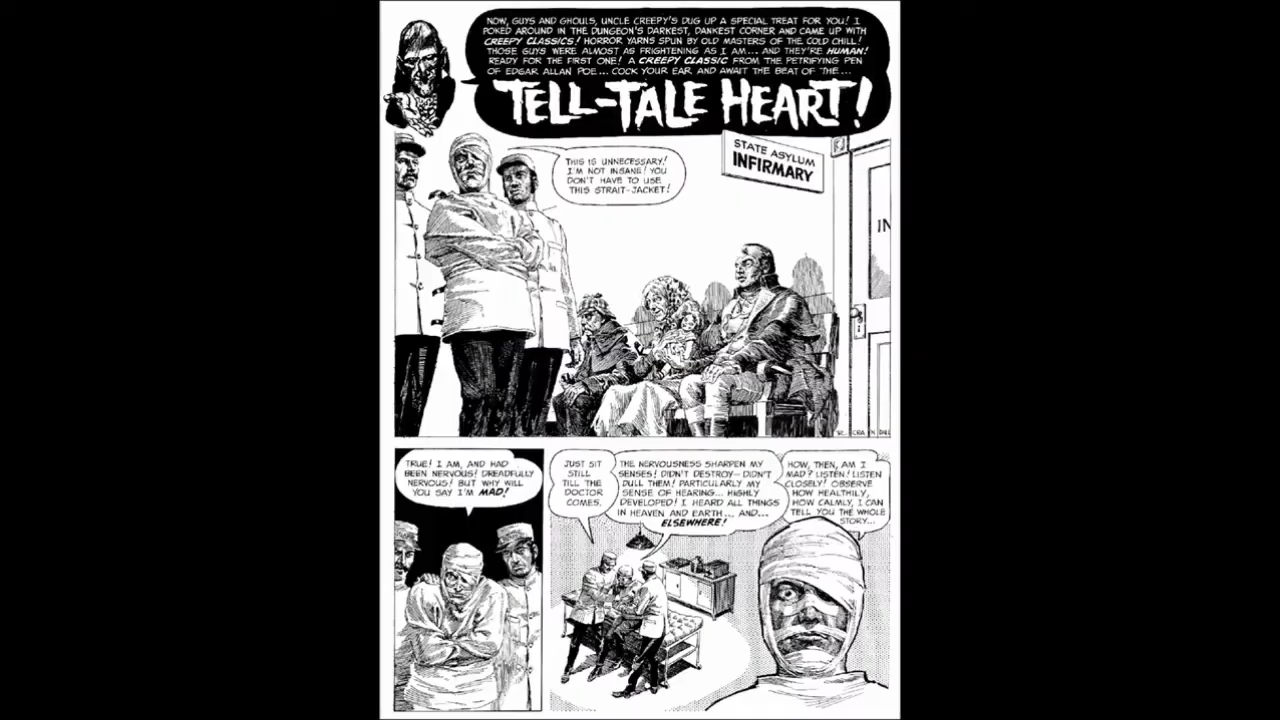 NOW, GUYS AND GHOULS, UNCLE CREEPY'S DUG UP A SPECIAL TREAT FOR YOU! I
POKED AROUND IN THE DUNGEON'S DARKEST, DANKEST CORNER AND CAME UP WITH
CREEPY CLASSICS! HORROR YARNS SPUN BY OLD MASTERS OF THE COLD CHILL!
THOSE GUYS WERE ALMOST AS FRIGHTENING AS I AM... AND THEY'RE HUMAN!
READY FOR THE FIRST ONE! A CREEPY CLASSIC FROM THE PETRIFYING PEN
OF EDGAR ALLAN POE... COCK YOUR EAR AND AWAIT THE BEAT OF THE...
TELL-TALE HEART!
THIS IS UNNECESSARY!
I'M NOT INSANE! YOU
DON'T HAVE TO USE
THIS STRAIT-JACKET!
STATE ASYLUM
INFIRMARY
IN
TRUE! I AM, AND HAD
BEEN NERVOUS! DREADFULLY
NERVOUS! BUT WHY WILL
YOU SAY I'M MAD!
JUST SIT
STILL
TILL THE
DOCTOR
COMES.
THE NERVOUSNESS SHARPEN MY
SENSES! DIDN'T DESTROY— DIDN'T
DULL THEM! PARTICULARLY MY
SENSE OF HEARING... HIGHLY
DEVELOPED! I HEARD ALL THINGS
IN HEAVEN AND EARTH... AND...
ELSEWHERE!
HOW, THEN, AM I
MAD? LISTEN! LISTEN
CLOSELY! OBSERVE
HOW HEALTHILY,
HOW CALMLY, I CAN
TELL YOU THE WHOLE
STORY...